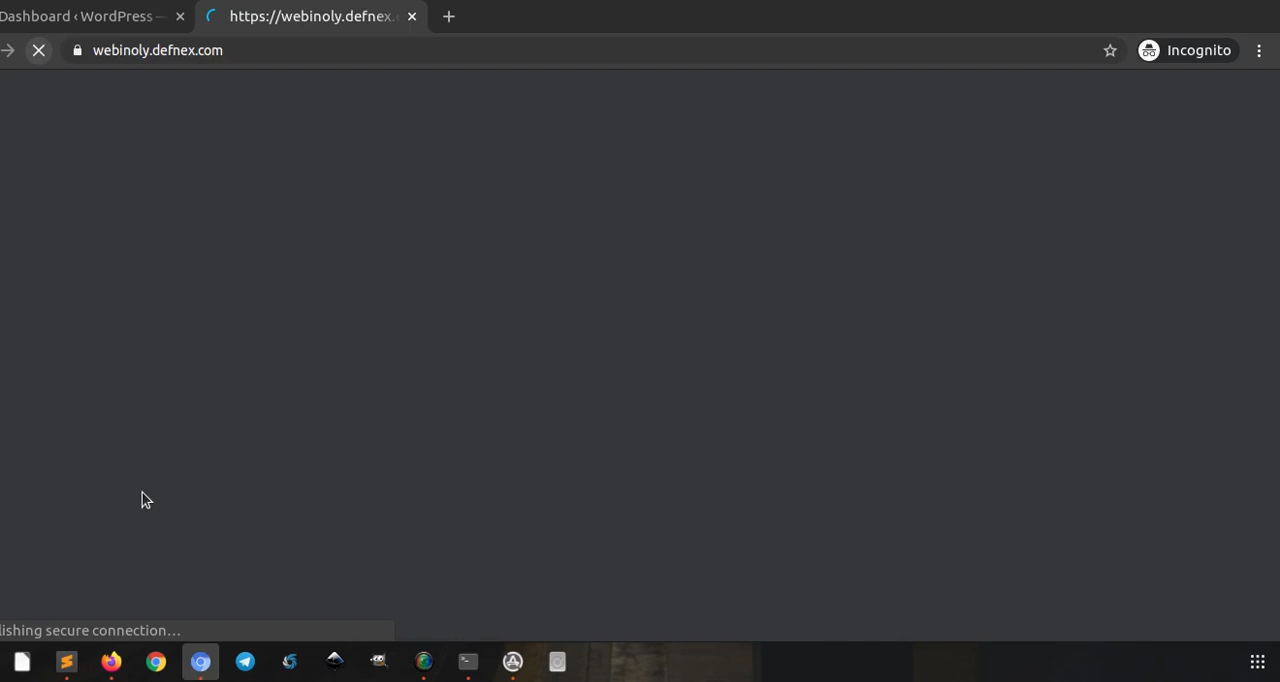 Dashboard ‹ WordPress —
https://webinoly.defnex.
webinoly.defnex.com
Incognito
lishing secure connection...